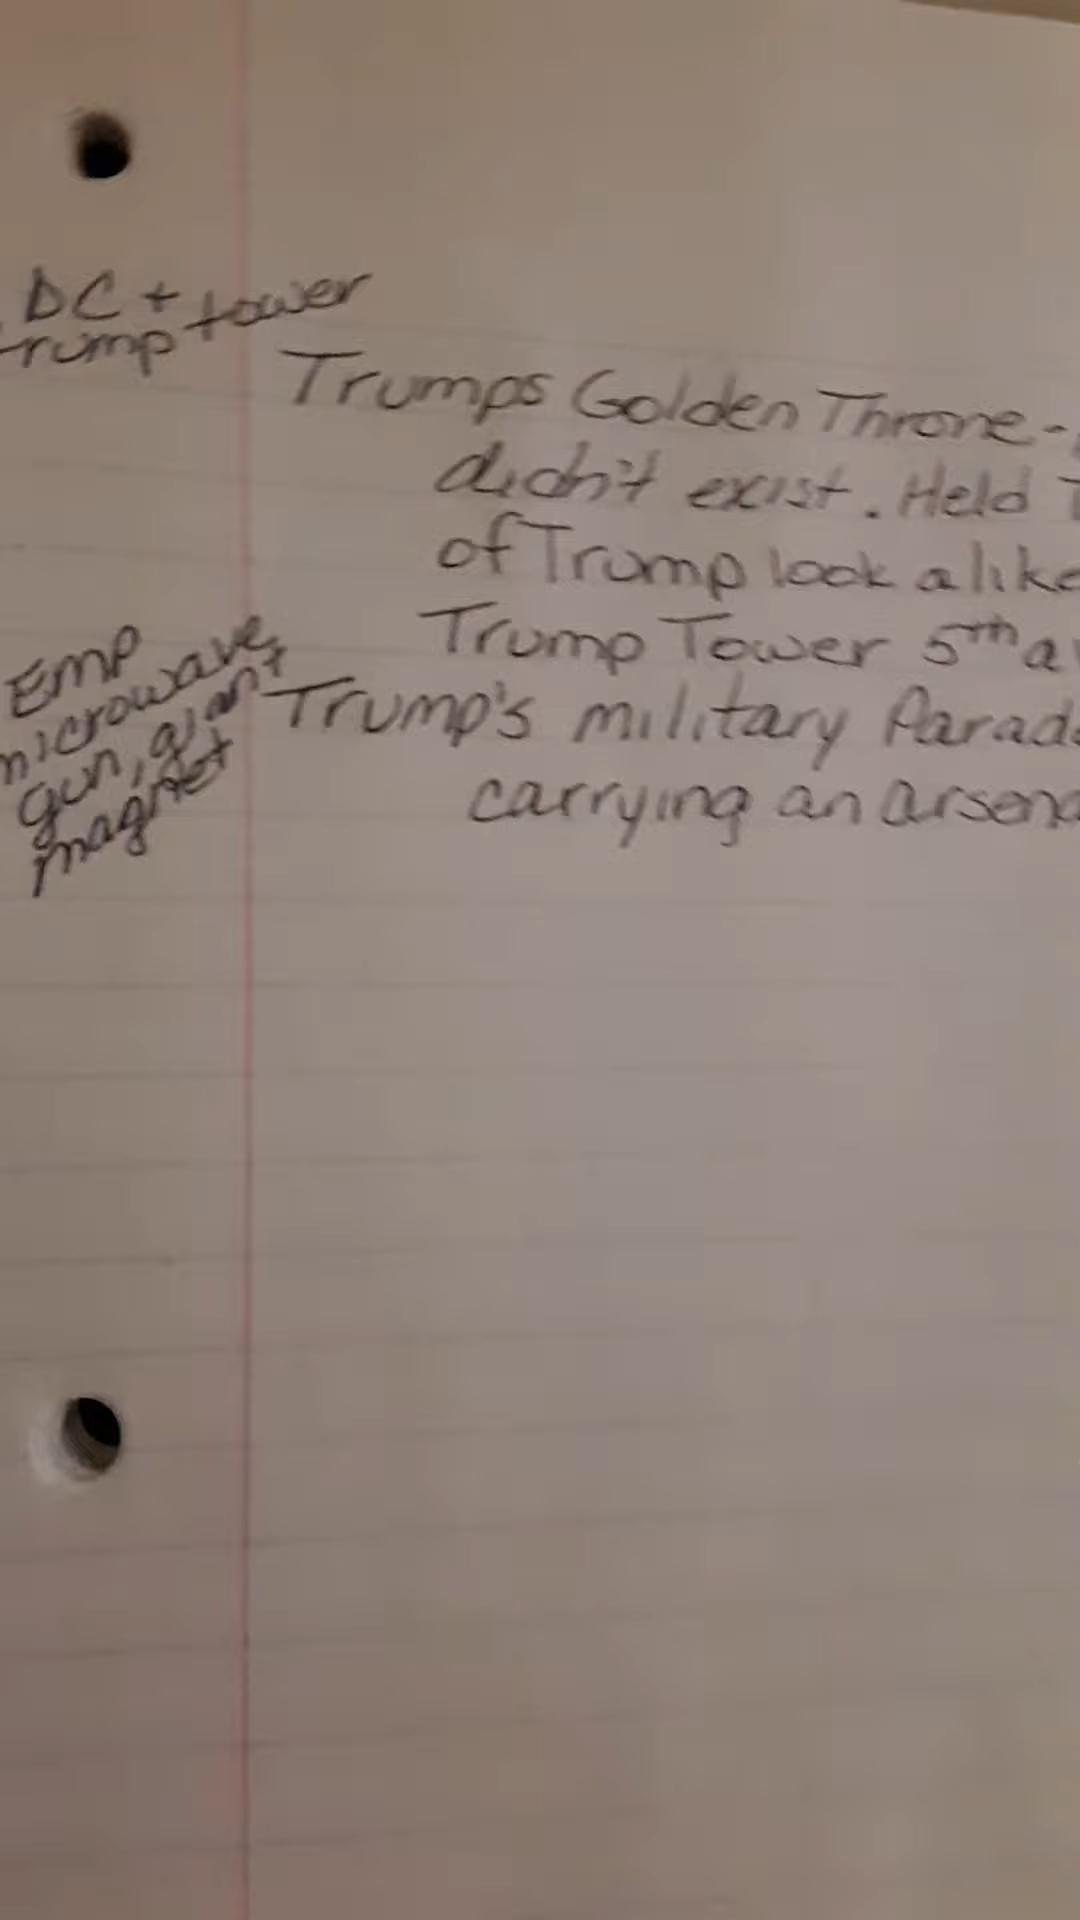 DC +
trump tower
Trumps Golden Throne -
didn't exist. Held T
of Trump look alike
Trump Tower 5th a
Emp
microwave
gun, giant
magnet
Trump's military Parad
carrying an arsena